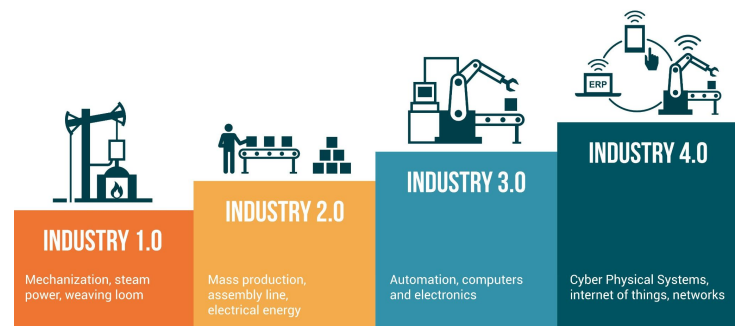 ERP
INDUSTRY 1.0
Mechanization, steam
power, weaving loom
INDUSTRY 2.0
Mass production,
assembly line,
electrical energy
INDUSTRY 3.0
Automation, computers
and electronics
INDUSTRY 4.0
Cyber Physical Systems,
internet of things, networks